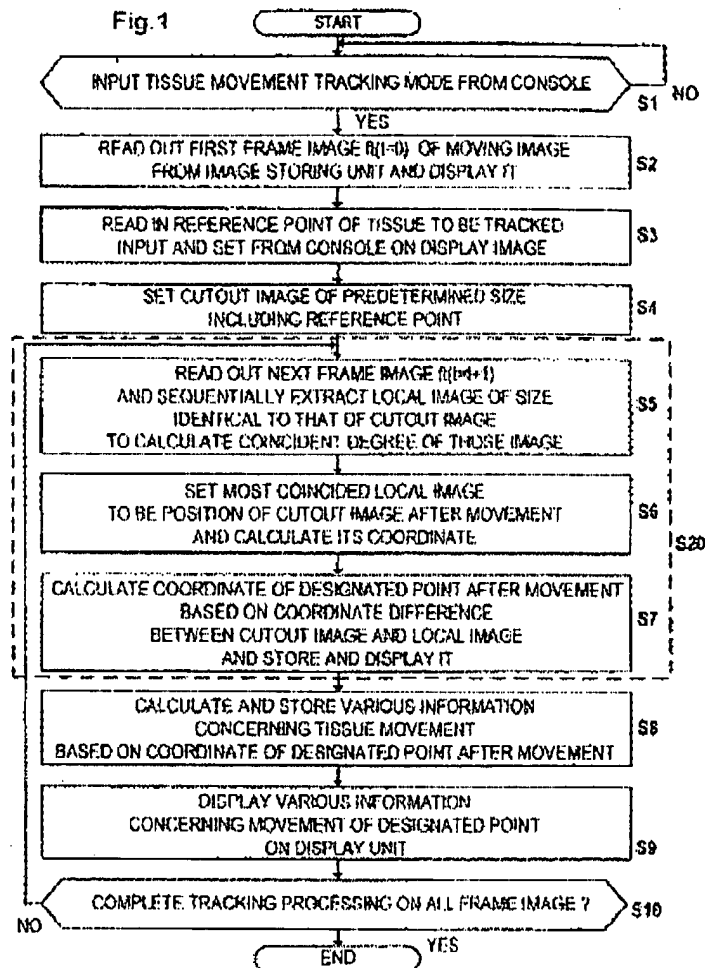 Fig.1
START
INPUT TISSUE MOVEMENT TRACKING MODE FROM CONSOLE
S1
NO
YES
READ OUT FIRST FRAME IMAGE ft(t=0) OF MOVING IMAGE
FROM IMAGE STORING UNIT AND DISPLAY IT
S2
READ IN REFERENCE POINT OF TISSUE TO BE TRACKED
INPUT AND SET FROM CONSOLE ON DISPLAY IMAGE
S3
SET CUTOUT IMAGE OF PREDETERMINED SIZE
INCLUDING REFERENCE POINT
S4
READ OUT NEXT FRAME IMAGE
AND SEQUENTIALLY EXTRACT LOCAL IMAGE OF SIZE
IDENTICAL TO THAT OF CUTOUT IMAGE
TO CALCULATE COINCIDENT DEGREE OF THOSE IMAGE
S5
SET MOST COINCIDED LOCAL IMAGE
TO BE POSITION OF CUTOUT IMAGE AFTER MOVEMENT
AND CALCULATE ITS COORDINATE
S6
S20
CALCULATE COORDINATE OF DESIGNATED POINT AFTER MOVEMENT
BASED ON COORDINATE DIFFERENCE
BETWEEN CUTOUT IMAGE AND LOCAL IMAGE
AND STORE AND DISPLAY IT
S7
CALCULATE AND STORE VARIOUS INFORMATION
CONCERNING TISSUE MOVEMENT
BASED ON COORDINATE OF DESIGNATED POINT AFTER MOVEMENT
S8
DISPLAY VARIOUS INFORMATION
CONCERNING MOVEMENT OF DESIGNATED POINT
ON DISPLAY UNIT
S9
COMPLETE TRACKING PROCESSING ON ALL FRAME IMAGE ?
S10
NO
YES
END